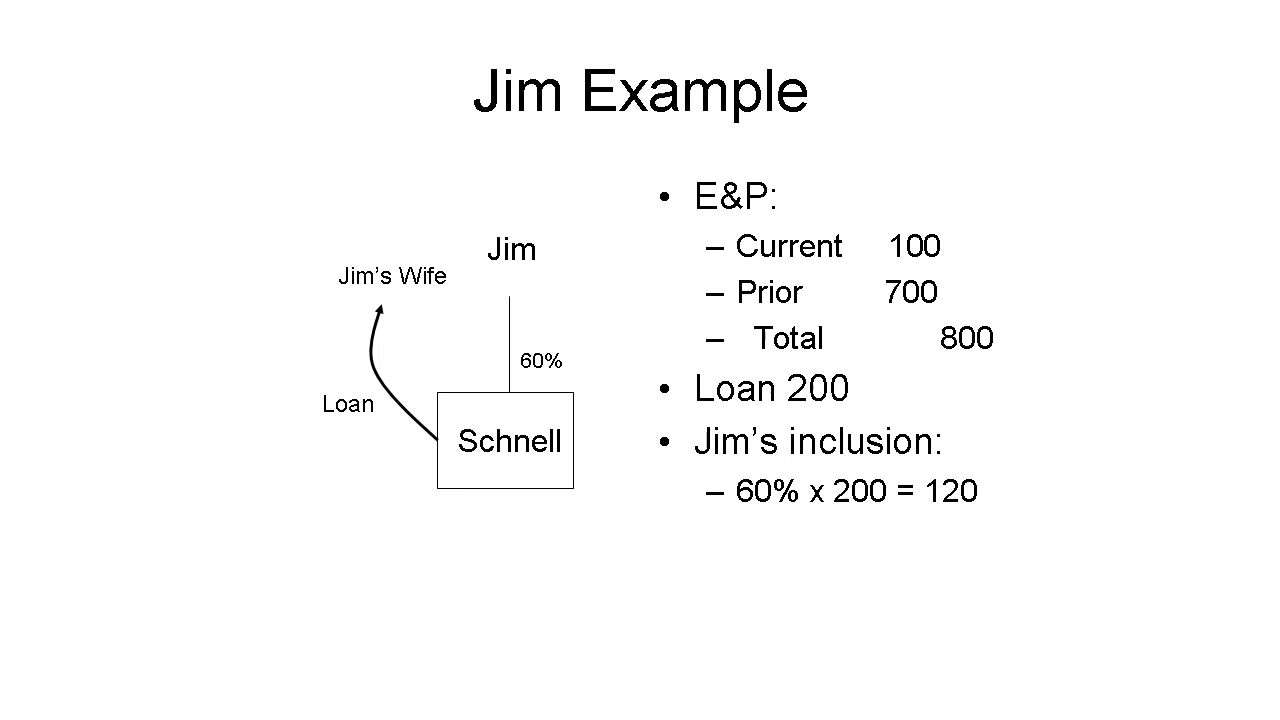 Jim Example
Jim
Jim's Wife
60%
Loan
Schnell
• E&P:
– Current 100
– Prior 700
– Total 800
• Loan 200
• Jim's inclusion:
– 60% x 200 = 120